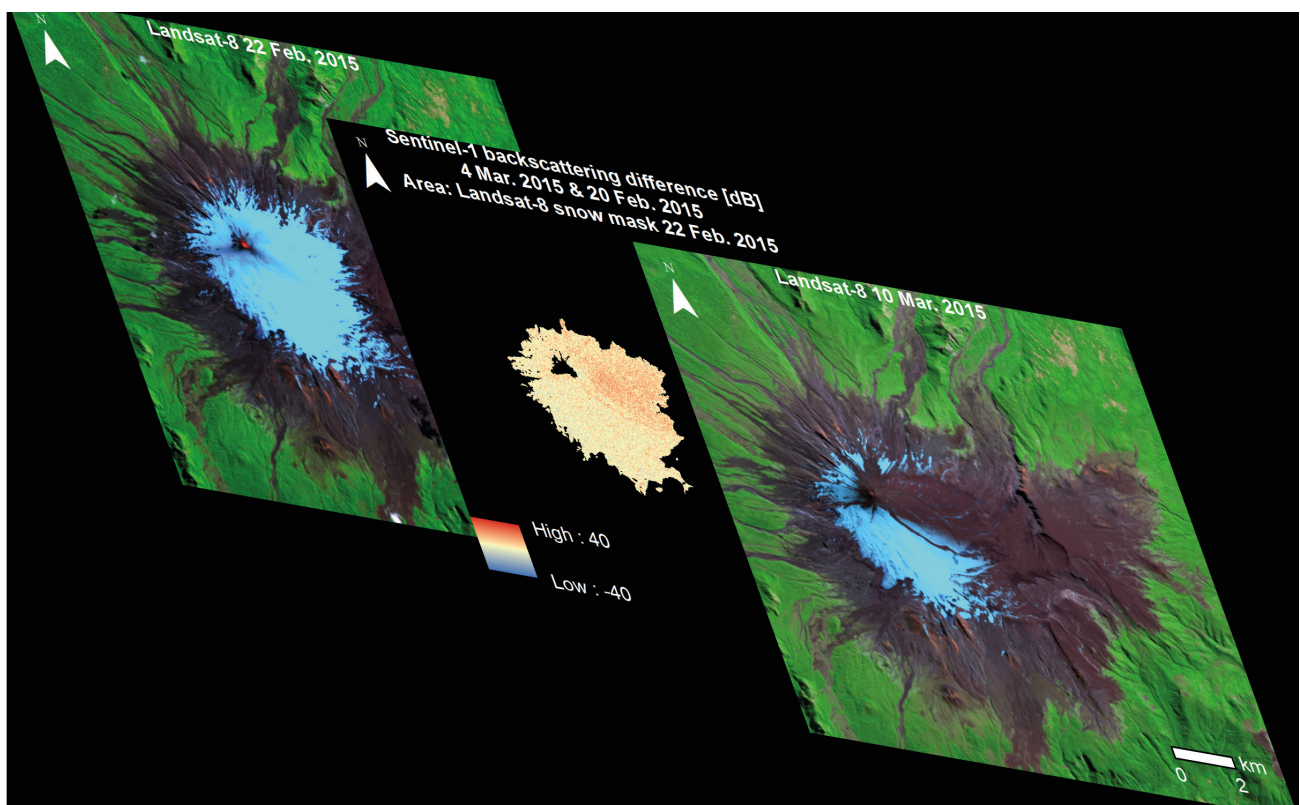 N
Landsat-8 22 Feb. 2015
N
Sentinel-1 backscattering difference [dB]
4 Mar. 2015 & 20 Feb. 2015
Area: Landsat-8 snow mask 22 Feb. 2015
N
Landsat-8 10 Mar. 2015
High : 40
Low : -40
km
0 2